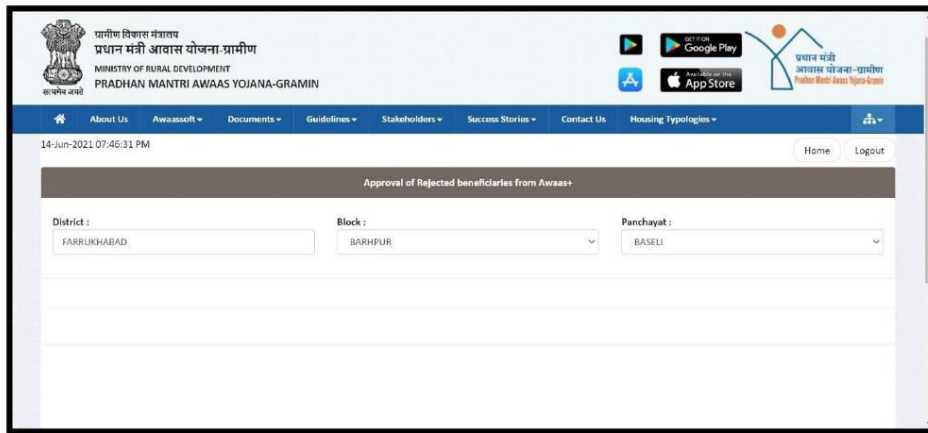 ग्रामीण विकास मंत्रालय
प्रधान मंत्री आवास योजना-ग्रामीण
MINISTRY OF RURAL DEVELOPMENT
PRADHAN MANTRI AWAAS YOJANA-GRAMIN
सत्यमेव जयते
GET IT ON
Google Play
Available on the
App Store
प्रधान मंत्री
आवास योजना-ग्रामीण
Pradhan Mantri Awaas Yojana-Gramin
About Us Awaassoft Documents Guidelines Stakeholders Success Stories Contact Us Housing Typologies
14-Jun-2021 07:46:31 PM
Home Logout
Approval of Rejected beneficiaries from Awaas+
District : Block : Panchayat :
FARRUKHABAD BARHPUR BASELI